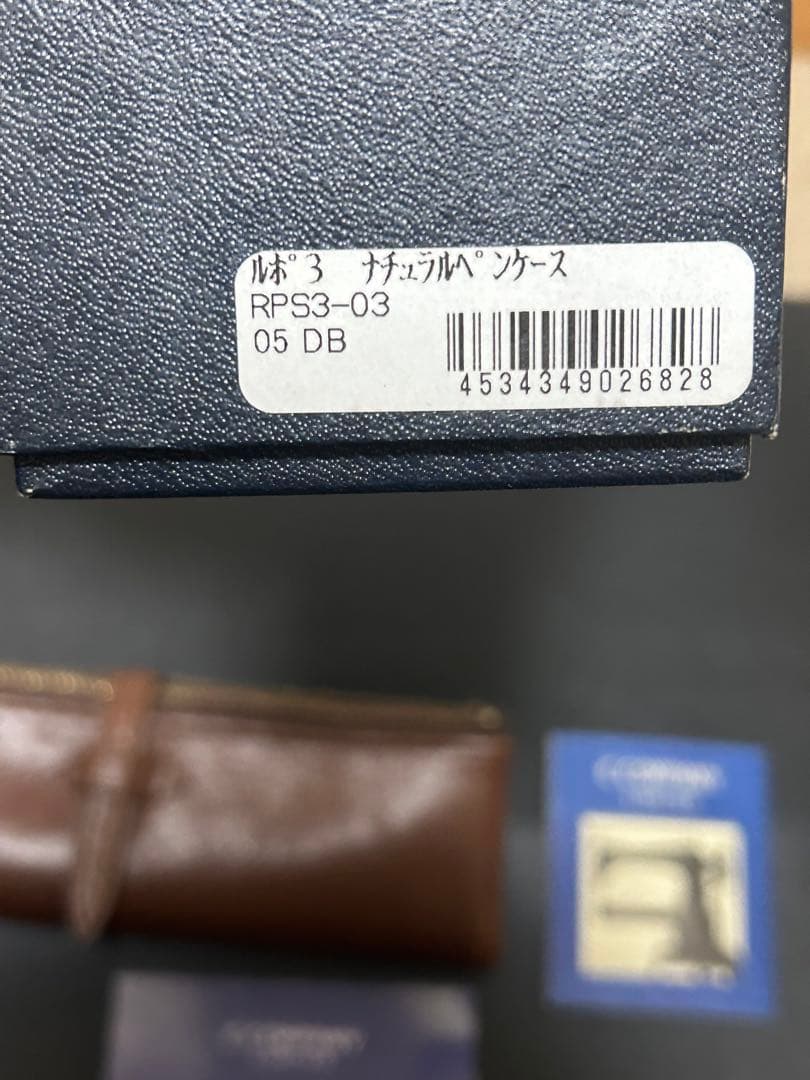 ﾙﾎﾟ3　ﾅﾁｭﾗﾙﾍﾟﾝｹｰｽ
RPS3-03
05 DB
4534349026828